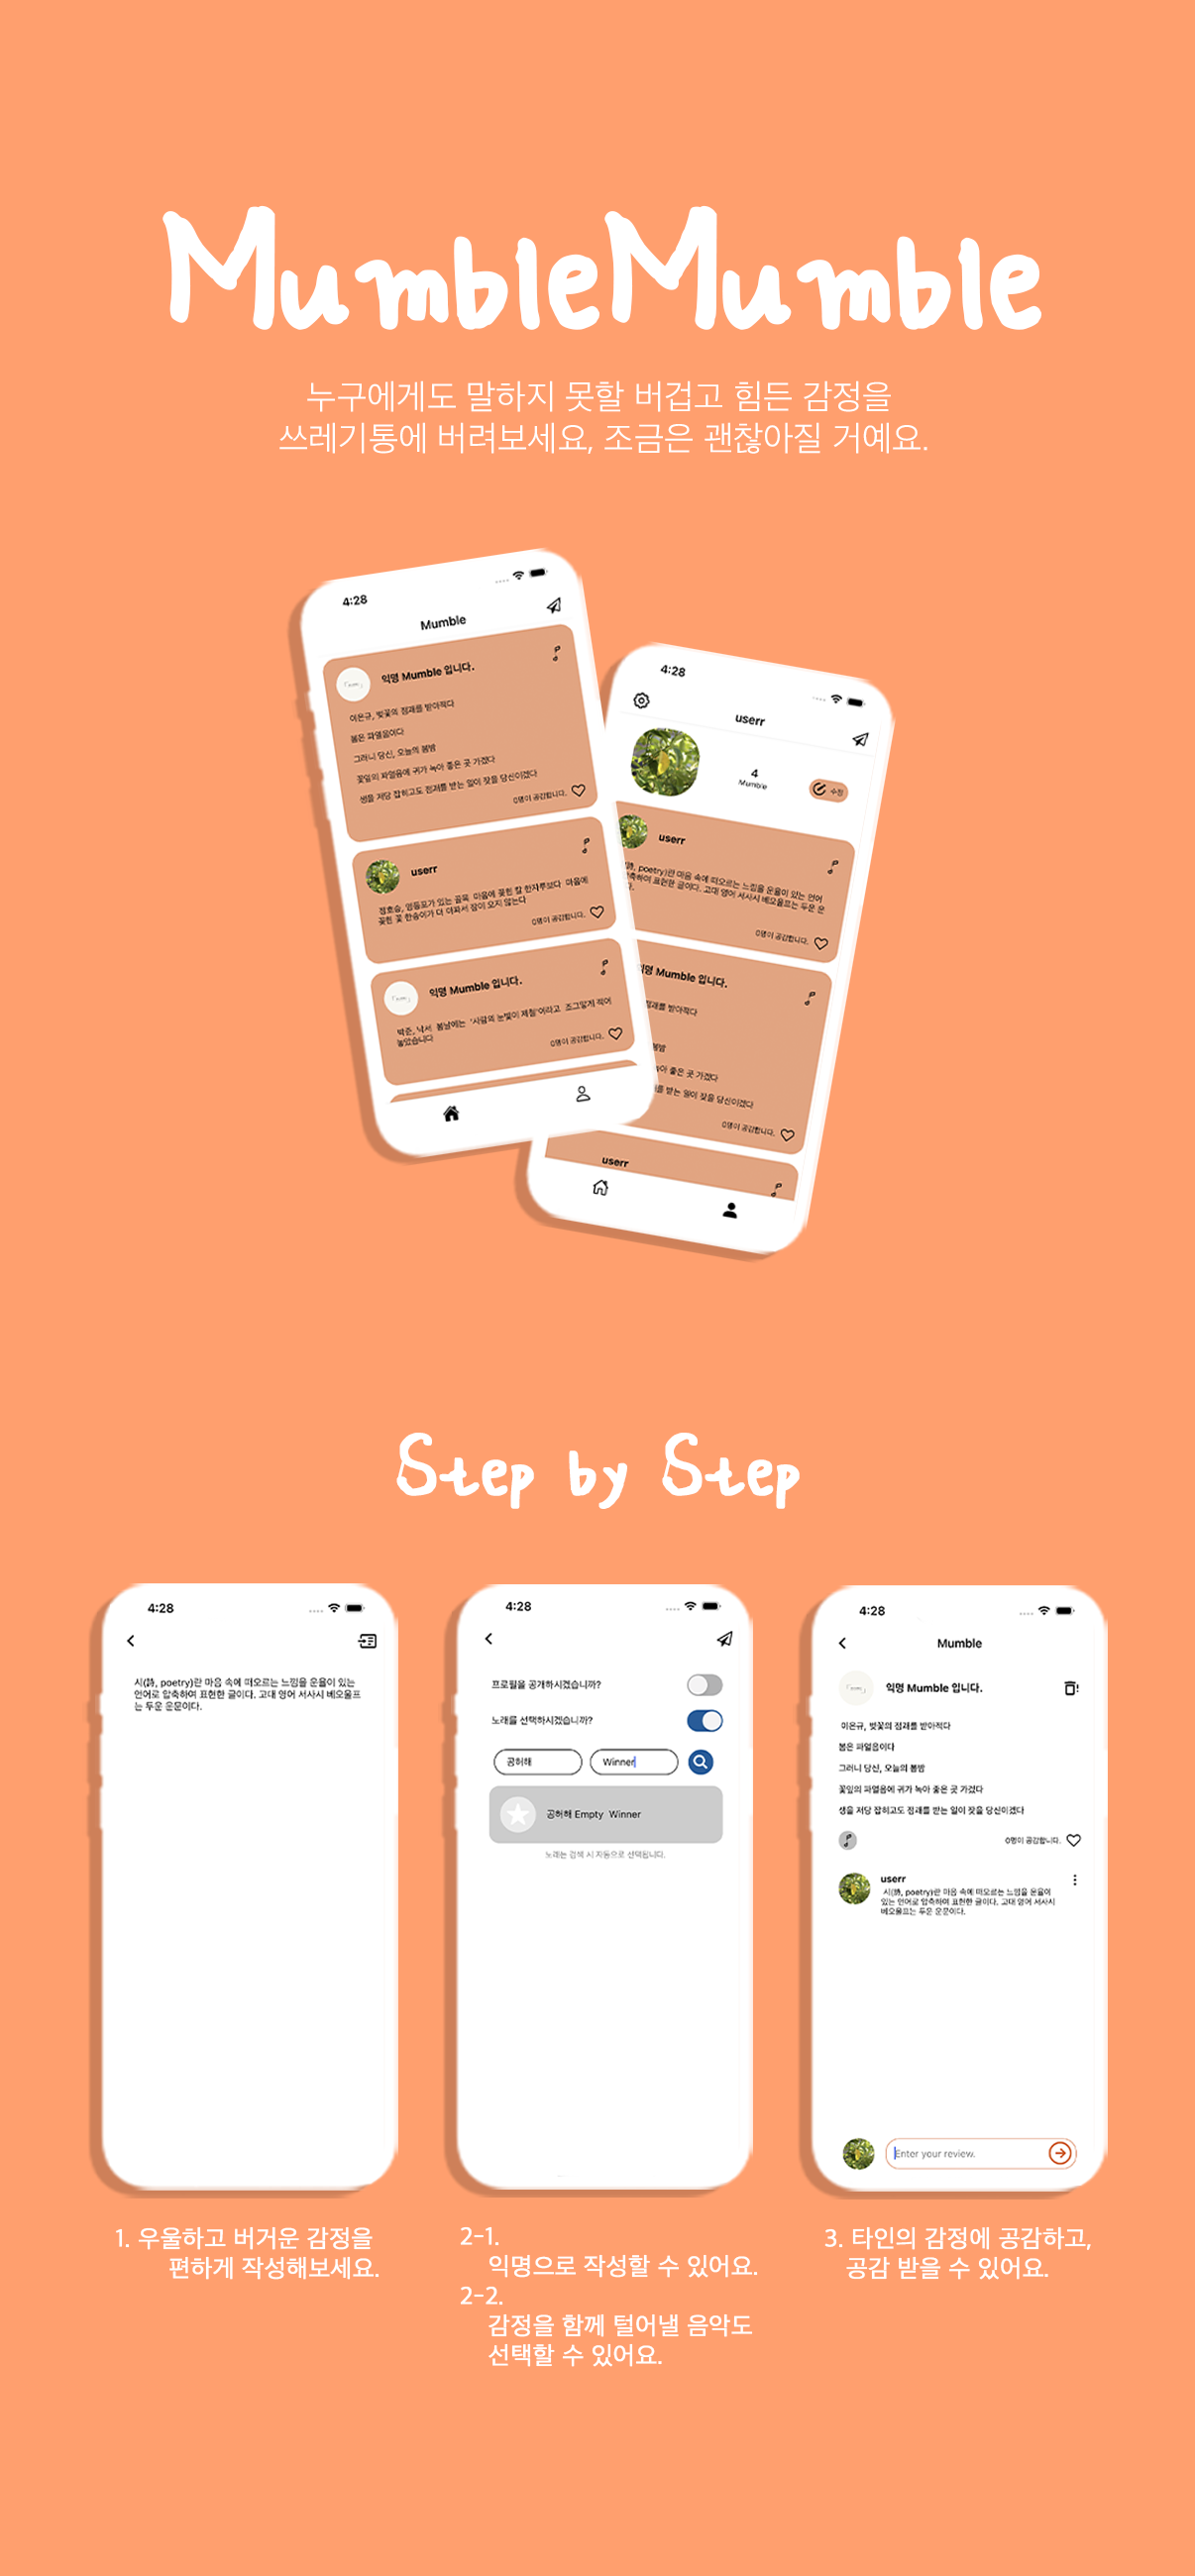 MumbleMumble
누구에게도 말하지 못할 버겁고 힘든 감정을
쓰레기통에 버려보세요, 조금은 괜찮아질 거예요.
4:28
Mumble
익명 Mumble 입니다.
이은규, 벚꽃의 점괘를 받아적다
봄은 파열음이다
그러니 당신, 오늘의 봄밤
꽃잎의 파열음에 귀가 녹아 좋은 곳 가겠다
생을 저당 잡히고도 점괘를 받는 일이 잦을 당신이겠다
0명이 공감합니다.
userr
정호승, 영등포가 있는 골목 마음에 꽂힌 칼 한자루보다 마음에
꽂힌 꽃 한송이가 더 아파서 잠이 오지 않는다
0명이 공감합니다.
익명 Mumble 입니다.
박준, 낙서 봄날에는 '사람의 눈빛이 제철'이라고 조그맣게 적어
놓았습니다
0명이 공감합니다.
4:28
userr
4
Mumble
수정
userr
(詩, poetry)란 마음 속에 떠오르는 느낌을 운율이 있는 언어
축하여 표현한 글이다. 고대 영어 서사시 베오울프는 두운 운
다.
0명이 공감합니다.
익명 Mumble 입니다.
점괘를 받아적다
봄밤
녹아 좋은 곳 가겠다
를 받는 일이 잦을 당신이겠다
0명이 공감합니다.
userr
Step by Step
4:28
시(詩, poetry)란 마음 속에 떠오르는 느낌을 운율이 있는
언어로 압축하여 표현한 글이다. 고대 영어 서사시 베오울프
는 두운 운문이다.
1. 우울하고 버거운 감정을
편하게 작성해보세요.
4:28
프로필을 공개하시겠습니까?
노래를 선택하시겠습니까?
공허해
Winner
공허해 Empty Winner
노래는 검색 시 자동으로 선택됩니다.
2-1.
익명으로 작성할 수 있어요.
2-2.
감정을 함께 털어낼 음악도
선택할 수 있어요.
4:28
Mumble
익명 Mumble 입니다.
이은규, 벚꽃의 점괘를 받아적다
봄은 파열음이다
그러니 당신, 오늘의 봄밤
꽃잎의 파열음에 귀가 녹아 좋은 곳 가겠다
생을 저당 잡히고도 점괘를 받는 일이 잦을 당신이겠다
0명이 공감합니다.
userr
시(詩, poetry)란 마음 속에 떠오르는 느낌을 운율이
있는 언어로 압축하여 표현한 글이다. 고대 영어 서사시
베오울프는 두운 운문이다.
Enter your review.
3. 타인의 감정에 공감하고,
공감 받을 수 있어요.